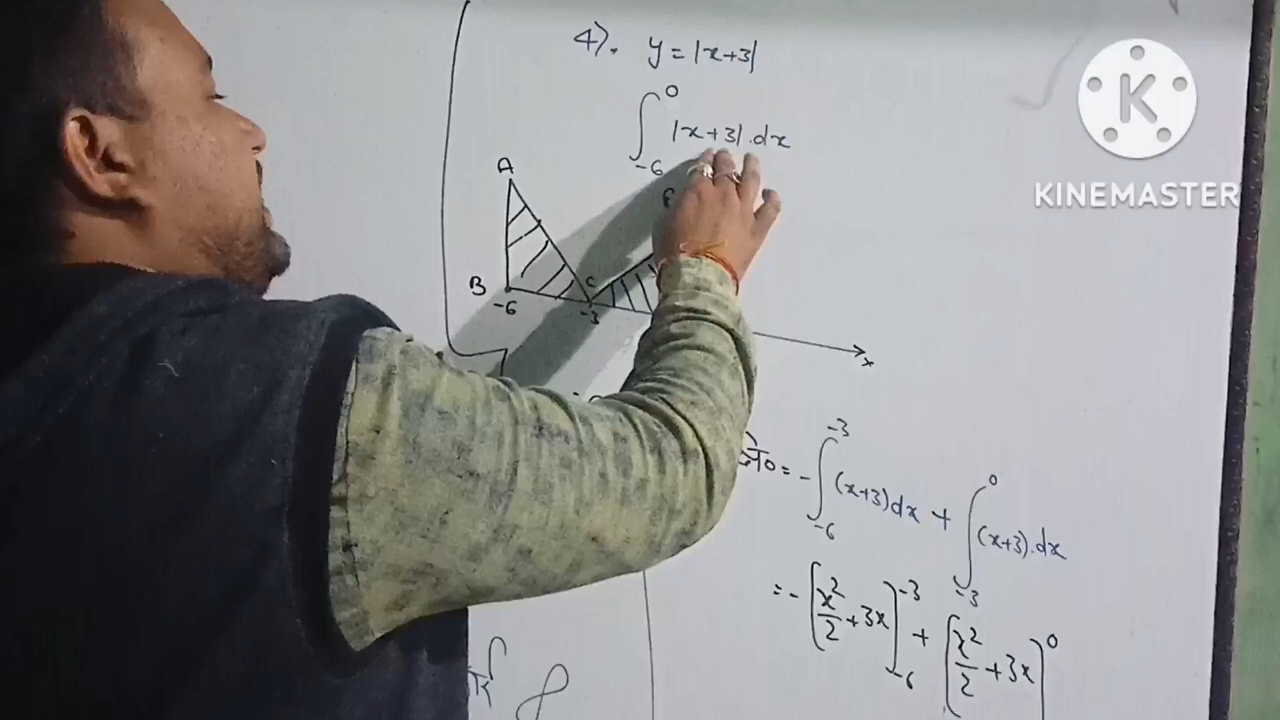 4). y = |x+3|
∫₋₆⁰ |x+3|.dx
A
B
C
-6
-3
x
= - ∫₋₆⁻³ (x+3)dx + ∫₋₃⁰ (x+3).dx
= - [x²/2 + 3x]₋₆⁻³ + [x²/2 + 3x]⁰
K
KINEMASTER